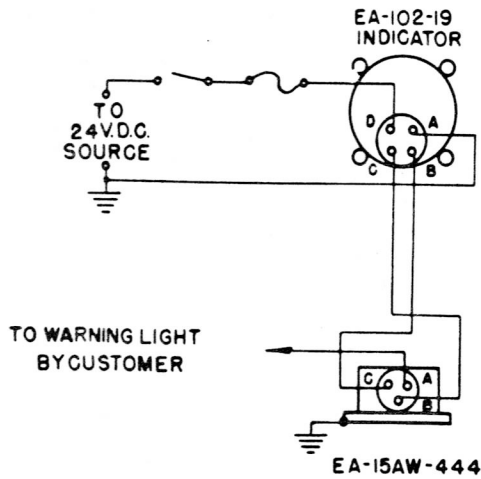 EA-102-19
INDICATOR
D A
C B
TO
24V.D.C.
SOURCE
TO WARNING LIGHT
BY CUSTOMER
C A
B
EA-15AW-444